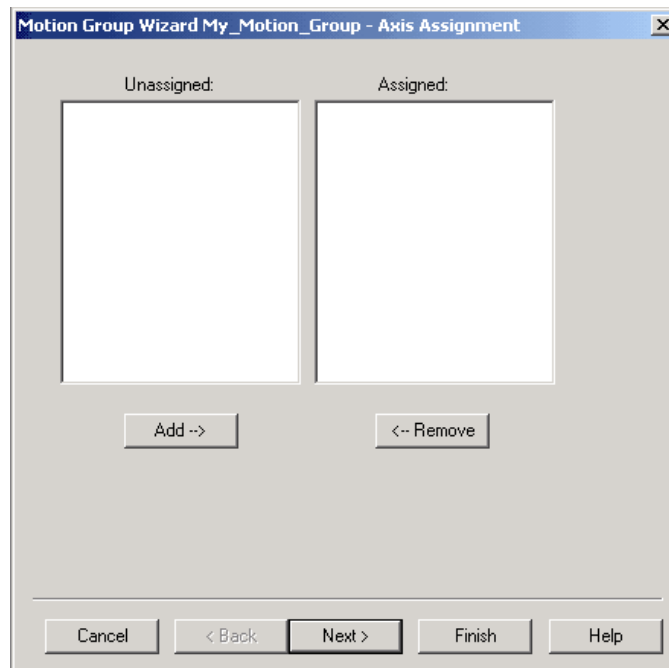 Motion Group Wizard My_Motion_Group - Axis Assignment
Unassigned: Assigned:
Add --> <-- Remove
Cancel < Back Next > Finish Help